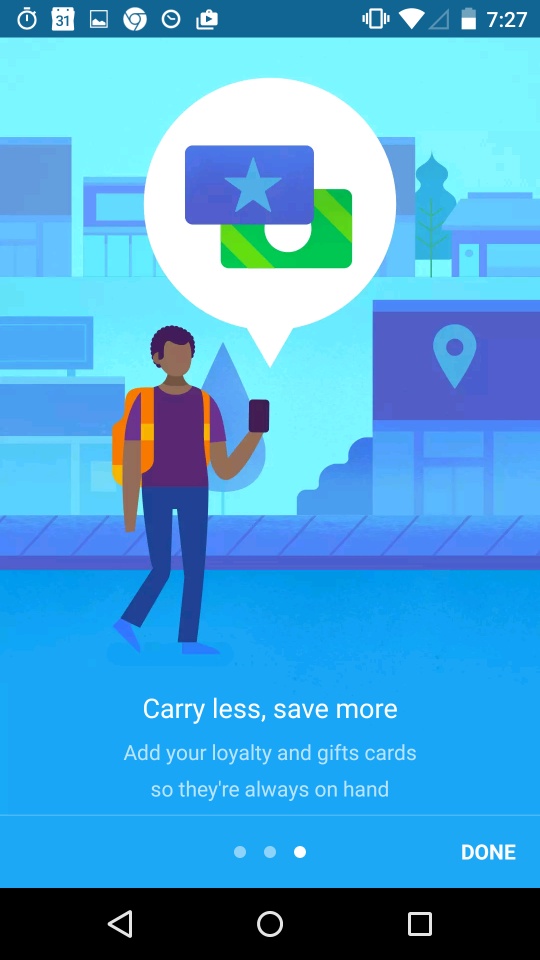 31
7:27
Carry less, save more
Add your loyalty and gifts cards
so they're always on hand
DONE